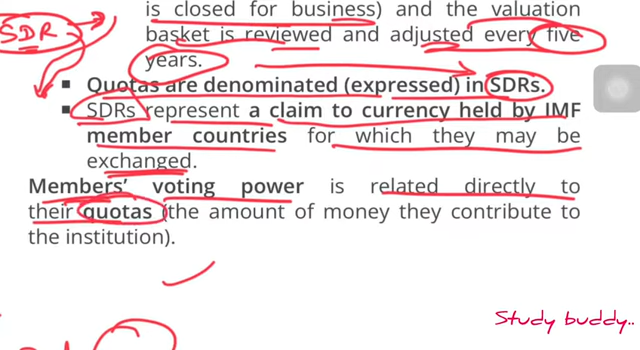 is closed for business) and the valuation
SDR
basket is reviewed and adjusted every five
years.
▪ Quotas are denominated (expressed) in SDRs.
▪ SDRs represent a claim to currency held by IMF
member countries for which they may be
exchanged.
Members' voting power is related directly to
their quotas (the amount of money they contribute to
the institution).
Study buddy..